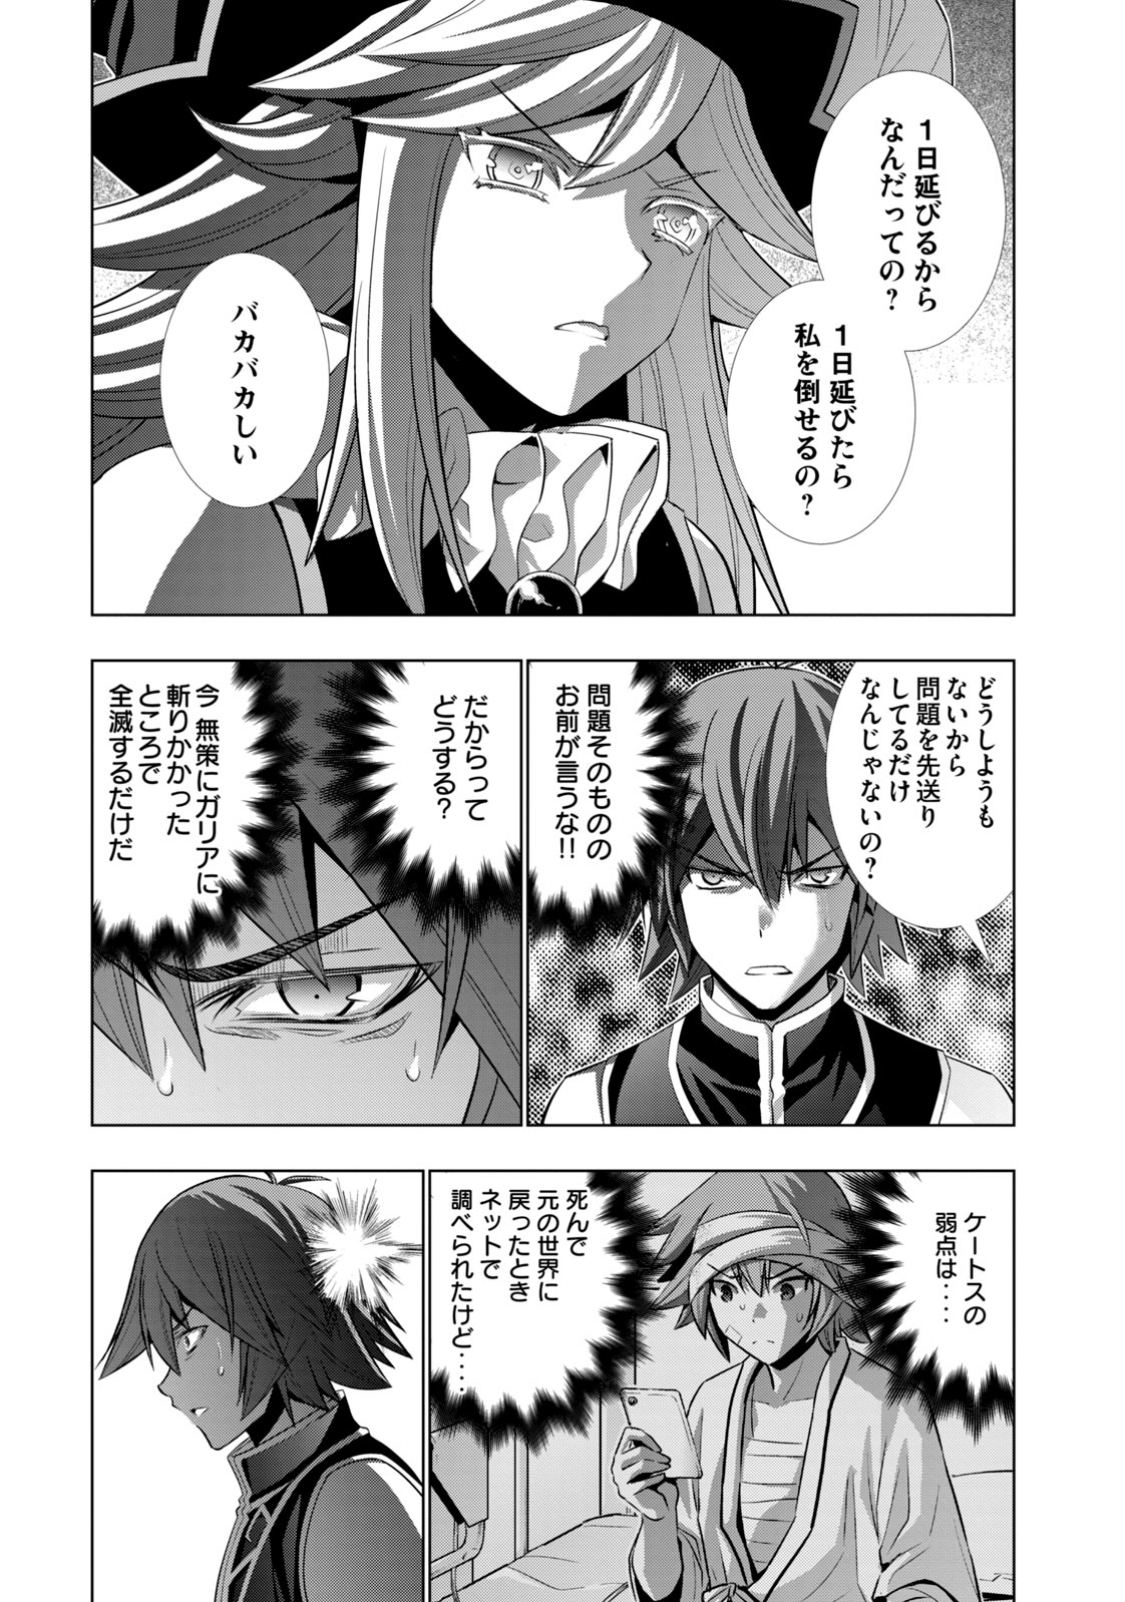 １日延びるから
なんだっての？
１日延びたら
私を倒せるの？
バカバカしい
どうしようも
ないから
問題を先送り
してるだけ
なんじゃないの？
問題そのものの
お前が言うな!!
だからって
どうする？
今 無策にガリアに
斬りかかった
ところで
全滅するだけだ
ケートスの
弱点は‥‥
死んで
元の世界に
戻ったとき
ネットで
調べられたけど‥‥